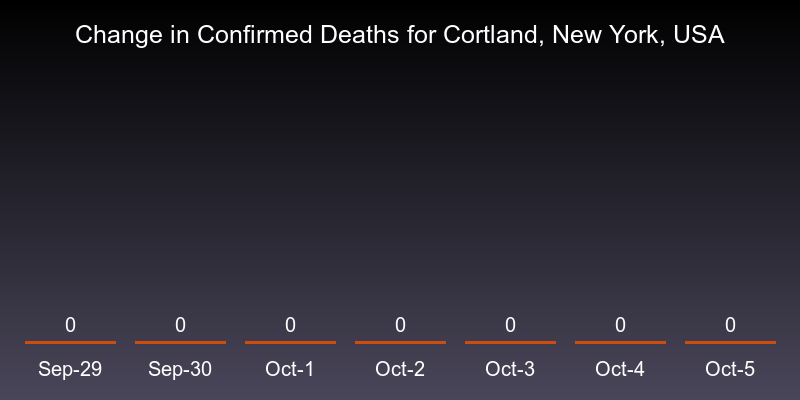 Change in Confirmed Deaths for Cortland, New York, USA
0 0 0 0 0 0 0
Sep-29 Sep-30 Oct-1 Oct-2 Oct-3 Oct-4 Oct-5